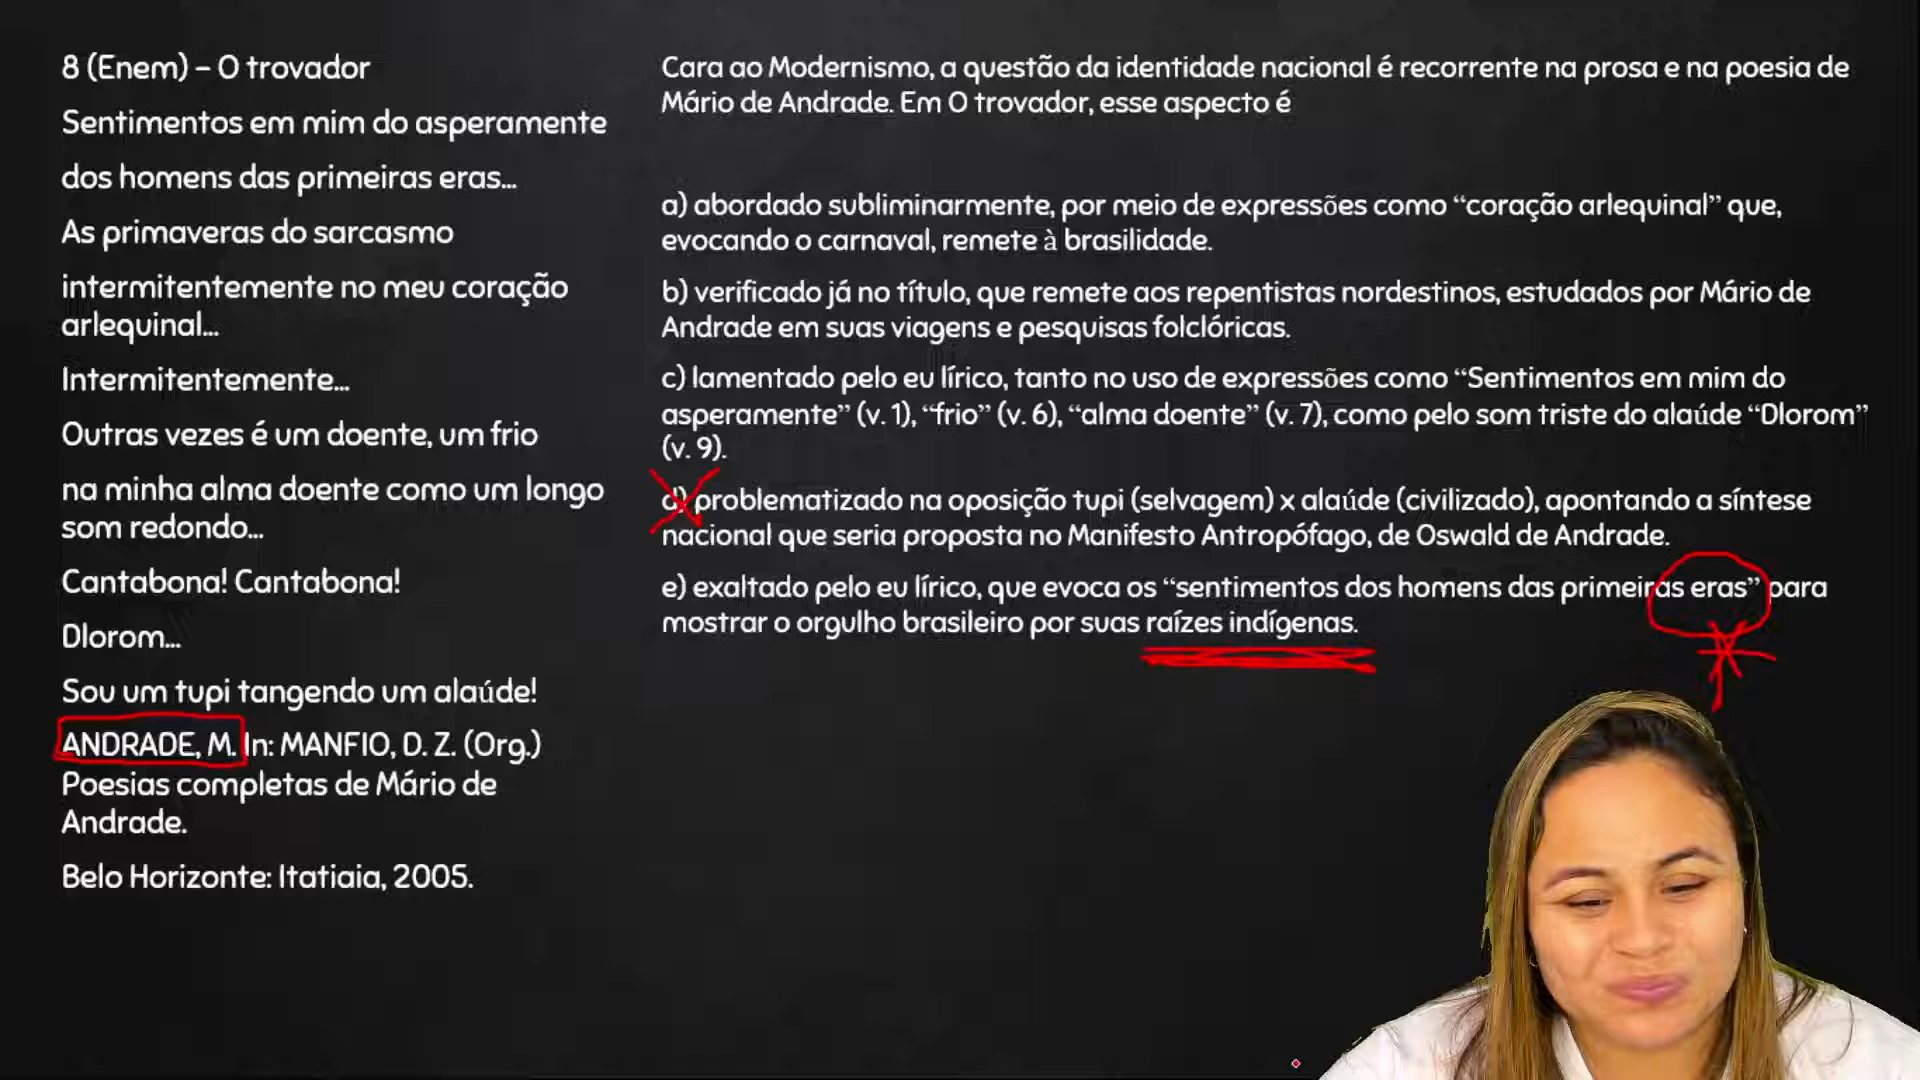 8 (Enem) – O trovador
Sentimentos em mim do asperamente
dos homens das primeiras eras...
As primaveras do sarcasmo
intermitentemente no meu coração
arlequinal...
Intermitentemente...
Outras vezes é um doente, um frio
na minha alma doente como um longo
som redondo...
Cantabona! Cantabona!
Dlorom...
Sou um tupi tangendo um alaúde!
ANDRADE, M. In: MANFIO, D. Z. (Org.)
Poesias completas de Mário de
Andrade.
Belo Horizonte: Itatiaia, 2005.
Cara ao Modernismo, a questão da identidade nacional é recorrente na prosa e na poesia de
Mário de Andrade. Em O trovador, esse aspecto é
a) abordado subliminarmente, por meio de expressões como “coração arlequinal” que,
evocando o carnaval, remete à brasilidade.
b) verificado já no título, que remete aos repentistas nordestinos, estudados por Mário de
Andrade em suas viagens e pesquisas folclóricas.
c) lamentado pelo eu lírico, tanto no uso de expressões como “Sentimentos em mim do
asperamente” (v. 1), “frio” (v. 6), “alma doente” (v. 7), como pelo som triste do alaúde “Dlorom”
(v. 9).
d) problematizado na oposição tupi (selvagem) x alaúde (civilizado), apontando a síntese
nacional que seria proposta no Manifesto Antropófago, de Oswald de Andrade.
e) exaltado pelo eu lírico, que evoca os “sentimentos dos homens das primeiras eras” para
mostrar o orgulho brasileiro por suas raízes indígenas.